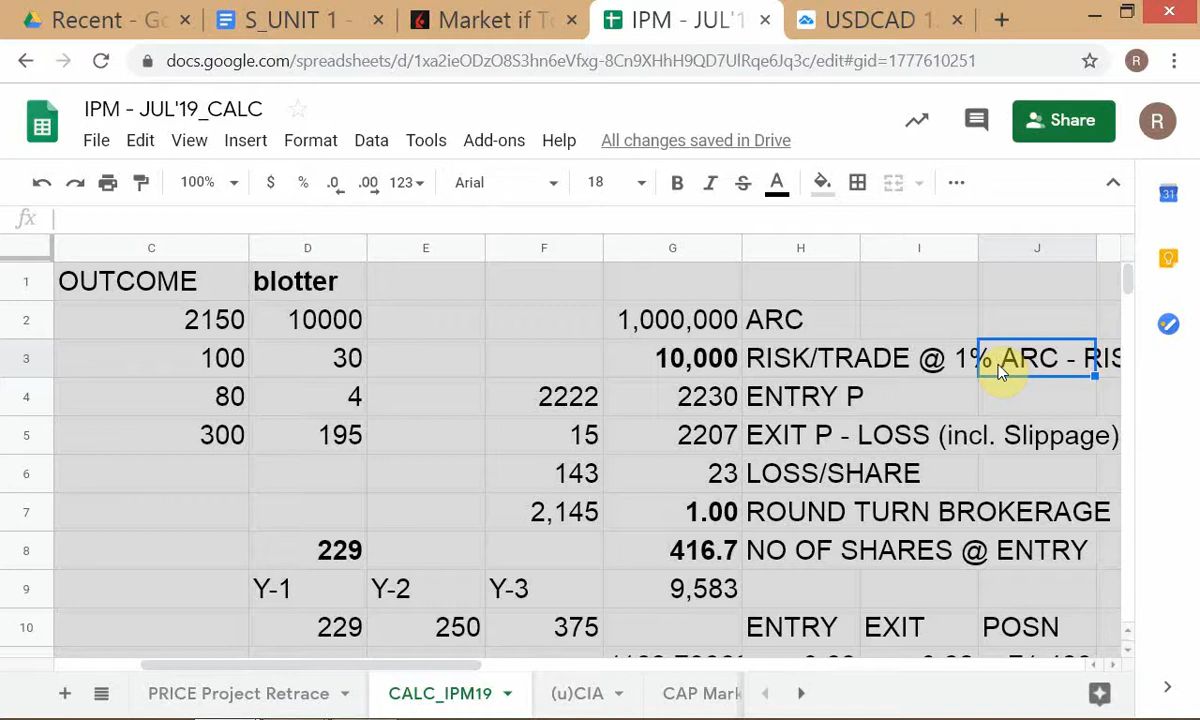 Recent - Go
S_UNIT 1 -
Market if T
IPM - JUL'1
USDCAD 1.
docs.google.com/spreadsheets/d/1xa2ieODzO8S3hn6eVfxg-8Cn9XHhH9QD7UlRqe6Jq3c/edit#gid=1777610251
R
IPM - JUL'19_CALC
Share
R
File Edit View Insert Format Data Tools Add-ons Help All changes saved in Drive
100% $ % .0 .00 123 Arial 18 B I S A
31
fx
C D E F G H I J
1 OUTCOME blotter
2 2150 10000 1,000,000 ARC
3 100 30 10,000 RISK/TRADE @ 1% ARC - RIS
4 80 4 2222 2230 ENTRY P
5 300 195 15 2207 EXIT P - LOSS (incl. Slippage)
6 143 23 LOSS/SHARE
7 2,145 1.00 ROUND TURN BROKERAGE
8 229 416.7 NO OF SHARES @ ENTRY
9 Y-1 Y-2 Y-3 9,583
10 229 250 375 ENTRY EXIT POSN
PRICE Project Retrace CALC_IPM19 (u)CIA CAP Mark